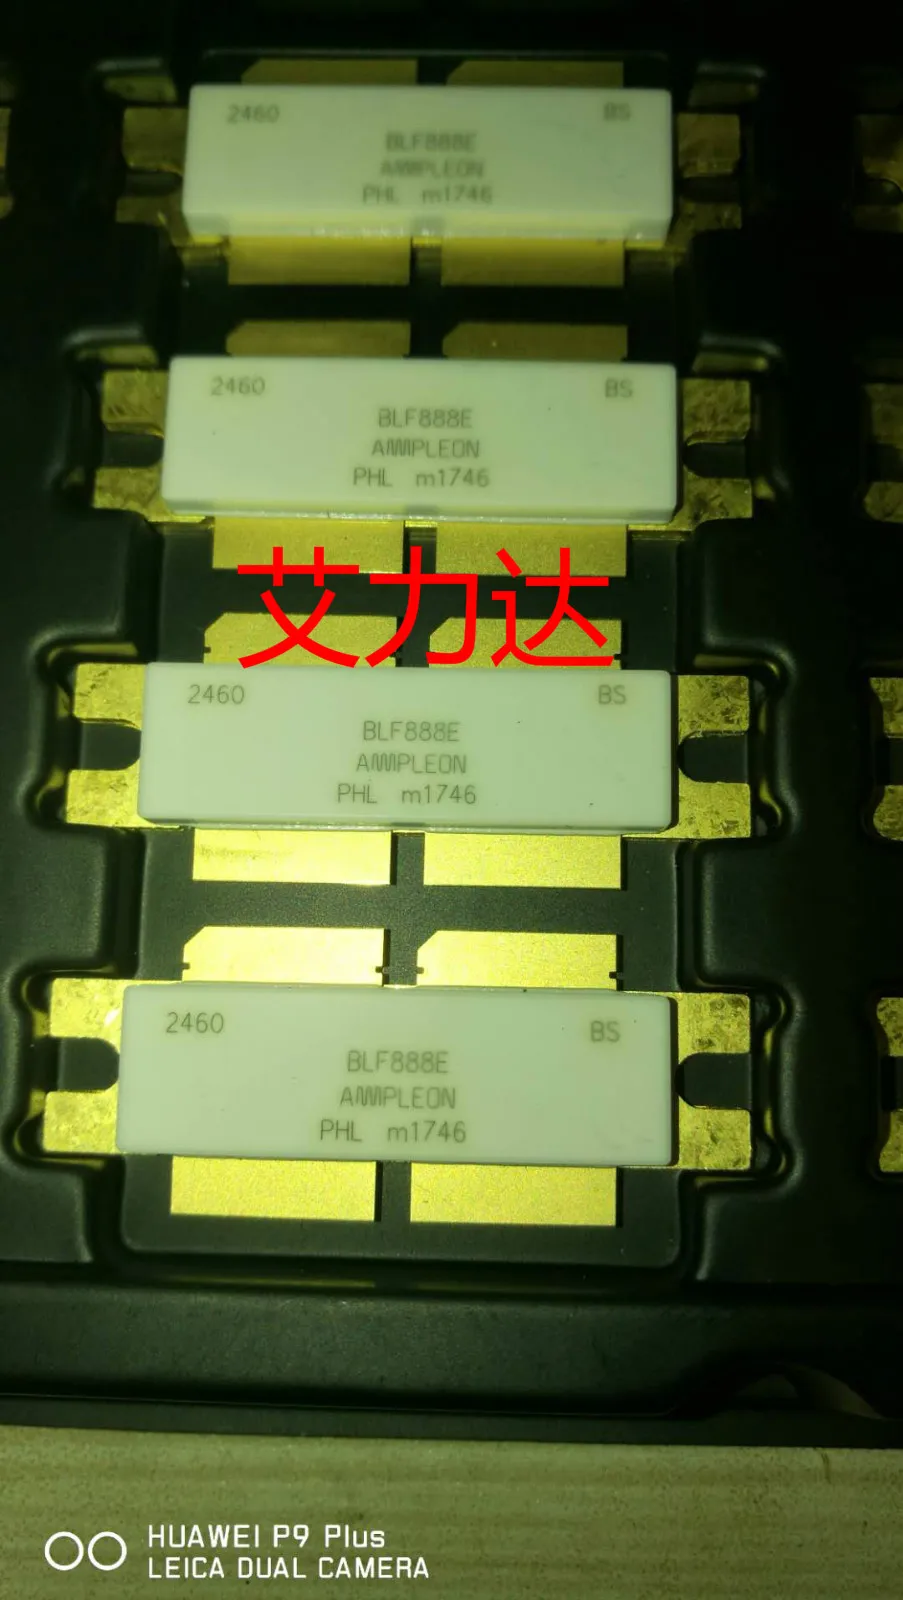 2460 BS
BLF888E
AMPLEON
PHL m1746
2460 BS
BLF888E
AMPLEON
PHL m1746
艾力达
2460 BS
BLF888E
AMPLEON
PHL m1746
2460 BS
BLF888E
AMPLEON
PHL m1746
HUAWEI P9 Plus
LEICA DUAL CAMERA